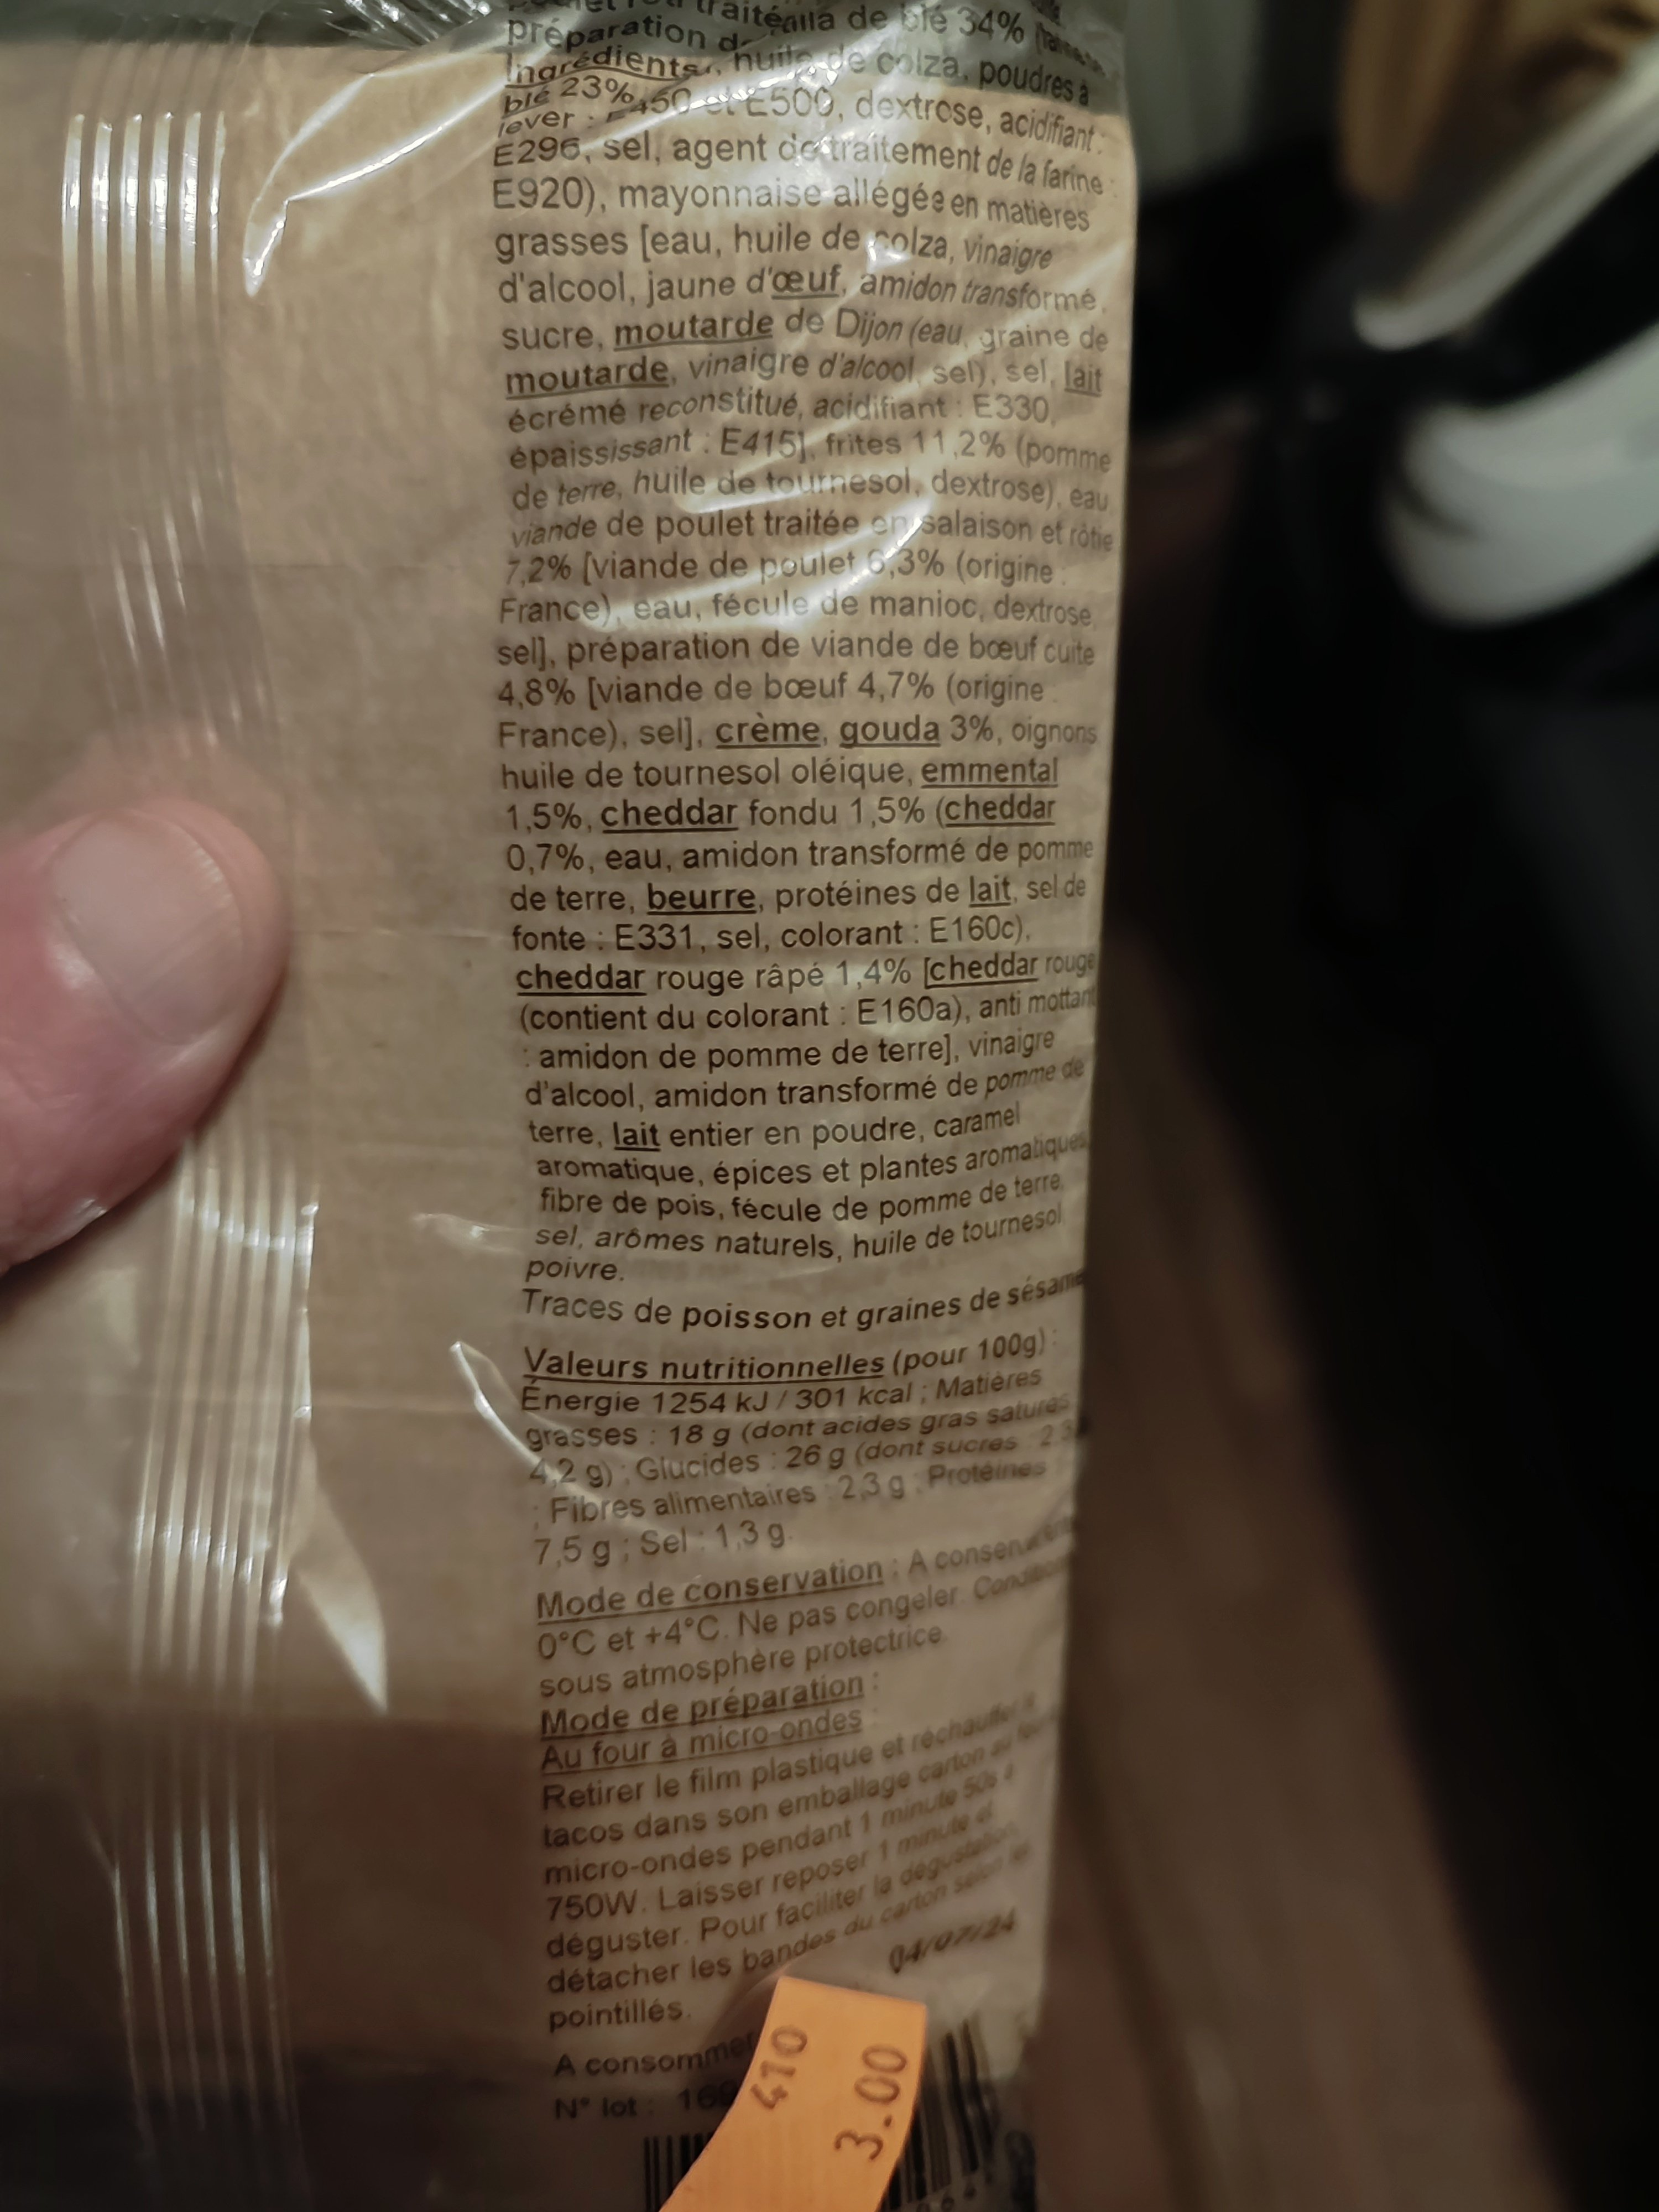 préparation de
tortilla de blé 34%
Ingrédients
blé 23%, huile de colza, poudres à
lever : E450 et E500, dextrose, acidifiant :
E296, sel, agent de traitement de la farine :
E920), mayonnaise allégée en matières
grasses [eau, huile de colza, vinaigre
d'alcool, jaune d'œuf, amidon transformé,
sucre, moutarde de Dijon (eau, graine de
moutarde, vinaigre d'alcool, sel), sel, lait
écrémé reconstitué, acidifiant : E330,
épaississant : E415], frites 11,2% (pomme
de terre, huile de tournesol, dextrose), eau
viande de poulet traitée en salaison et rôtie
7,2% [viande de poulet 6,3% (origine :
France), eau, fécule de manioc, dextrose,
sel], préparation de viande de bœuf cuite
4,8% [viande de bœuf 4,7% (origine :
France), sel], crème, gouda 3%, oignons
huile de tournesol oléique, emmental
1,5%, cheddar fondu 1,5% (cheddar
0,7%, eau, amidon transformé de pomme
de terre, beurre, protéines de lait, sel de
fonte : E331, sel, colorant : E160c),
cheddar rouge râpé 1,4% [cheddar rouge
(contient du colorant : E160a), anti mottant
: amidon de pomme de terre], vinaigre
d'alcool, amidon transformé de pomme de
terre, lait entier en poudre, caramel
aromatique, épices et plantes aromatiques,
fibre de pois, fécule de pomme de terre,
sel, arômes naturels, huile de tournesol,
poivre.
Traces de poisson et graines de sésame
Valeurs nutritionnelles (pour 100g) :
Énergie 1254 kJ / 301 kcal ; Matières
grasses : 18 g (dont acides gras saturés
4,2 g) ; Glucides : 26 g (dont sucres : 2,3
; Fibres alimentaires : 2,3 g ; Protéines
7,5 g ; Sel : 1,3 g.
Mode de conservation : A conserver
0°C et +4°C. Ne pas congeler.
sous atmosphère protectrice.
Mode de préparation :
Au four à micro-ondes :
Retirer le film plastique et réchauffer
tacos dans son emballage carton au
micro-ondes pendant 1 minute 50s à
750W. Laisser reposer 1 minute et
déguster. Pour faciliter la dégustation
détacher les bandes du carton selon
pointillés.
04/07/24
A consommer
N° lot :
410
3.00